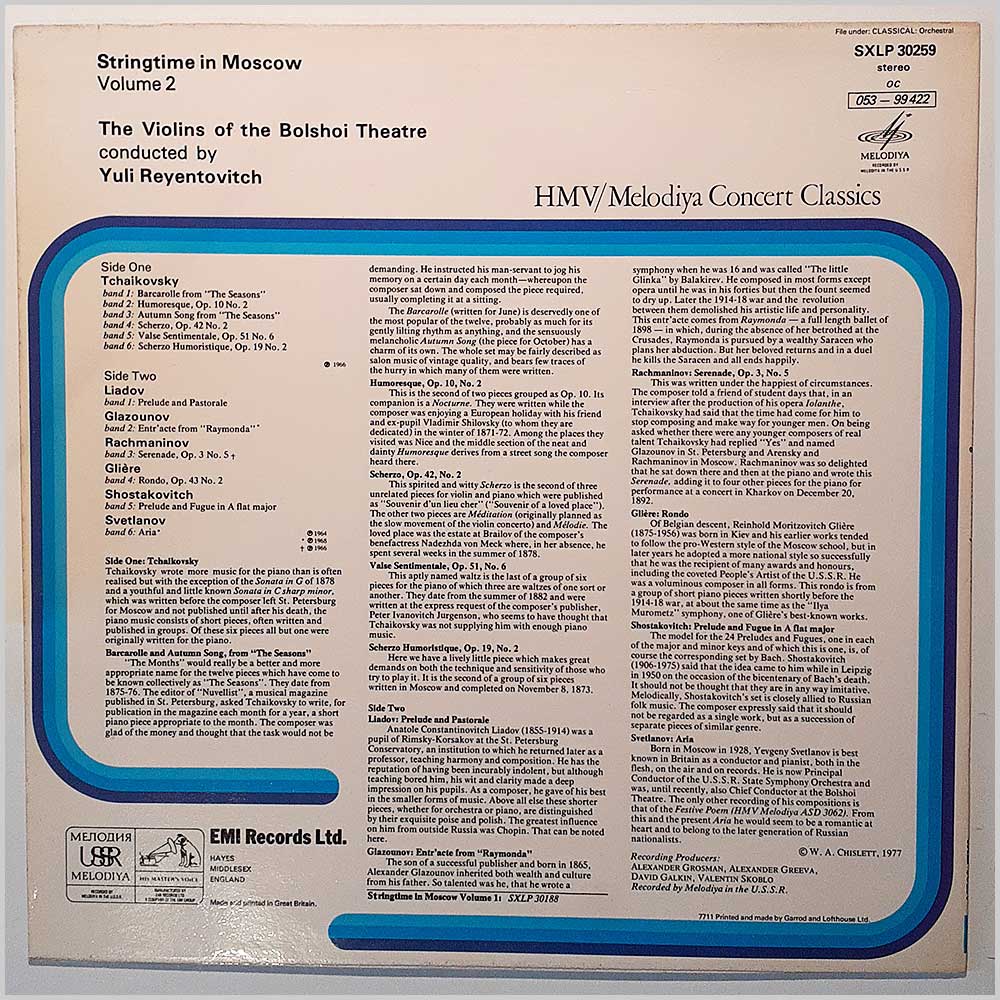 File under: CLASSICAL: Orchestral
SXLP 30259
stereo
OC
053 — 99 422
MELODIYA
RECORDED BY
MELODIYA IN THE U.S.S.R
Stringtime in Moscow
Volume 2
The Violins of the Bolshoi Theatre
conducted by
Yuli Reyentovitch
HMV/Melodiya Concert Classics
Side One
Tchaikovsky
band 1: Barcarolle from "The Seasons"
band 2: Humoresque, Op. 10 No. 2
band 3: Autumn Song from "The Seasons"
band 4: Scherzo, Op. 42 No. 2
band 5: Valse Sentimentale, Op. 51 No. 6
band 6: Scherzo Humoristique, Op. 19 No. 2
℗ 1966
Side Two
Liadov
band 1: Prelude and Pastorale
Glazounov
band 2: Entr'acte from "Raymonda"*
Rachmaninov
band 3: Serenade, Op. 3 No. 5 †
Glière
band 4: Rondo, Op. 43 No. 2
Shostakovitch
band 5: Prelude and Fugue in A flat major
Svetlanov
band 6: Aria*
℗ 1964
* ℗ 1965
† ℗ 1966
Side One: Tchaikovsky
Tchaikovsky wrote more music for the piano than is often
realised but with the exception of the Sonata in G of 1878
and a youthful and little known Sonata in C sharp minor,
which was written before the composer left St. Petersburg
for Moscow and not published until after his death, the
piano music consists of short pieces, often written and
published in groups. Of these six pieces all but one were
originally written for the piano.
Barcarolle and Autumn Song, from "The Seasons"
"The Months" would really be a better and more
appropriate name for the twelve pieces which have come to
be known collectively as "The Seasons". They date from
1875-76. The editor of "Nuvellist", a musical magazine
published in St. Petersburg, asked Tchaikovsky to write, for
publication in the magazine each month for a year, a short
piano piece appropriate to the month. The composer was
glad of the money and thought that the task would not be
demanding. He instructed his man-servant to jog his
memory on a certain day each month—whereupon the
composer sat down and composed the piece required,
usually completing it at a sitting.
The Barcarolle (written for June) is deservedly one of
the most popular of the twelve, probably as much for its
gently lilting rhythm as anything, and the sensuously
melancholic Autumn Song (the piece for October) has a
charm of its own. The whole set may be fairly described as
salon music of vintage quality, and bears few traces of
the hurry in which many of them were written.
Humoresque, Op. 10, No. 2
This is the second of two pieces grouped as Op. 10. Its
companion is a Nocturne. They were written while the
composer was enjoying a European holiday with his friend
and ex-pupil Vladimir Shilovsky (to whom they are
dedicated) in the winter of 1871-72. Among the places they
visited was Nice and the middle section of the neat and
dainty Humoresque derives from a street song the composer
heard there.
Scherzo, Op. 42, No. 2
This spirited and witty Scherzo is the second of three
unrelated pieces for violin and piano which were published
as "Souvenir d'un lieu cher" ("Souvenir of a loved place").
The other two pieces are Méditation (originally planned as
the slow movement of the violin concerto) and Mélodie. The
loved place was the estate at Brailov of the composer's
benefactress Nadezhda von Meck where, in her absence, he
spent several weeks in the summer of 1878.
Valse Sentimentale, Op. 51, No. 6
This aptly named waltz is the last of a group of six
pieces for the piano of which three are waltzes of one sort or
another. They date from the summer of 1882 and were
written at the express request of the composer's publisher,
Peter Ivanovitch Jurgenson, who seems to have thought that
Tchaikovsky was not supplying him with enough piano
music.
Scherzo Humoristique, Op. 19, No. 2
Here we have a lively little piece which makes great
demands on both the technique and sensitivity of those who
try to play it. It is the second of a group of six pieces
written in Moscow and completed on November 8, 1873.
Side Two
Liadov: Prelude and Pastorale
Anatole Constantinovitch Liadov (1855-1914) was a
pupil of Rimsky-Korsakov at the St. Petersburg
Conservatory, an institution to which he returned later as a
professor, teaching harmony and composition. He has the
reputation of having been incurably indolent, but although
teaching bored him, his wit and clarity made a deep
impression on his pupils. As a composer, he gave of his best
in the smaller forms of music. Above all else these shorter
pieces, whether for orchestra or piano, are distinguished
by their exquisite poise and polish. The greatest influence
on him from outside Russia was Chopin. That can be noted
here.
Glazounov: Entr'acte from "Raymonda"
The son of a successful publisher and born in 1865,
Alexander Glazounov inherited both wealth and culture
from his father. So talented was he, that he wrote a
Stringtime in Moscow Volume 1: SXLP 30188
symphony when he was 16 and was called "The little
Glinka" by Balakirev. He composed in most forms except
opera until he was in his forties but then the fount seemed
to dry up. Later the 1914-18 war and the revolution
between them demolished his artistic life and personality.
This entr'acte comes from Raymonda — a full length ballet of
1898 — in which, during the absence of her betrothed at the
Crusades, Raymonda is pursued by a wealthy Saracen who
plans her abduction. But her beloved returns and in a duel
he kills the Saracen and all ends happily.
Rachmaninov: Serenade, Op. 3, No. 5
This was written under the happiest of circumstances.
The composer told a friend of student days that, in an
interview after the production of his opera Iolanthe,
Tchaikovsky had said that the time had come for him to
stop composing and make way for younger men. On being
asked whether there were any younger composers of real
talent Tchaikovsky had replied "Yes" and named
Glazounov in St. Petersburg and Arensky and
Rachmaninov in Moscow. Rachmaninov was so delighted
that he sat down there and then at the piano and wrote this
Serenade, adding it to four other pieces for the piano for
performance at a concert in Kharkov on December 20,
1892.
Glière: Rondo
Of Belgian descent, Reinhold Moritzovitch Glière
(1875-1956) was born in Kiev and his earlier works tended
to follow the pro-Western style of the Moscow school, but in
later years he adopted a more national style so successfully
that he was the recipient of many awards and honours,
including the coveted People's Artist of the U.S.S.R. He
was a voluminous composer in all forms. This rondo is from
a group of short piano pieces written shortly before the
1914-18 war, at about the same time as the "Ilya
Murometz" symphony, one of Glière's best-known works.
Shostakovitch: Prelude and Fugue in A flat major
The model for the 24 Preludes and Fugues, one in each
of the major and minor keys and of which this is one, is, of
course the corresponding set by Bach. Shostakovitch
(1906-1975) said that the idea came to him while in Leipzig
in 1950 on the occasion of the bicentenary of Bach's death.
It should not be thought that they are in any way imitative.
Melodically, Shostakovitch's set is closely allied to Russian
folk music. The composer expressly said that it should
not be regarded as a single work, but as a succession of
separate pieces of similar genre.
Svetlanov: Aria
Born in Moscow in 1928, Yevgeny Svetlanov is best
known in Britain as a conductor and pianist, both in the
flesh, on the air and on records. He is now Principal
Conductor of the U.S.S.R. State Symphony Orchestra and
was, until recently, also Chief Conductor at the Bolshoi
Theatre. The only other recording of his compositions is
that of the Festive Poem (HMV Melodiya ASD 3062). From
this and the present Aria he would seem to be a romantic at
heart and to belong to the later generation of Russian
nationalists.
© W. A. CHISLETT, 1977
Recording Producers:
ALEXANDER GROSMAN, ALEXANDER GREEVA,
DAVID GALKIN, VALENTIN SKOBLO
Recorded by Melodiya in the U.S.S.R.
МЕЛОДИЯ
USSR
MELODIYA
RECORDED BY
MELODIYA IN THE U.S.S.R.
HIS MASTER'S VOICE
MANUFACTURED BY
EMI RECORDS LTD.
A COMPANY OF THE EMI GROUP
EMI Records Ltd.
HAYES
MIDDLESEX
ENGLAND
Made and printed in Great Britain.
7711 Printed and made by Garrod and Lofthouse Ltd.